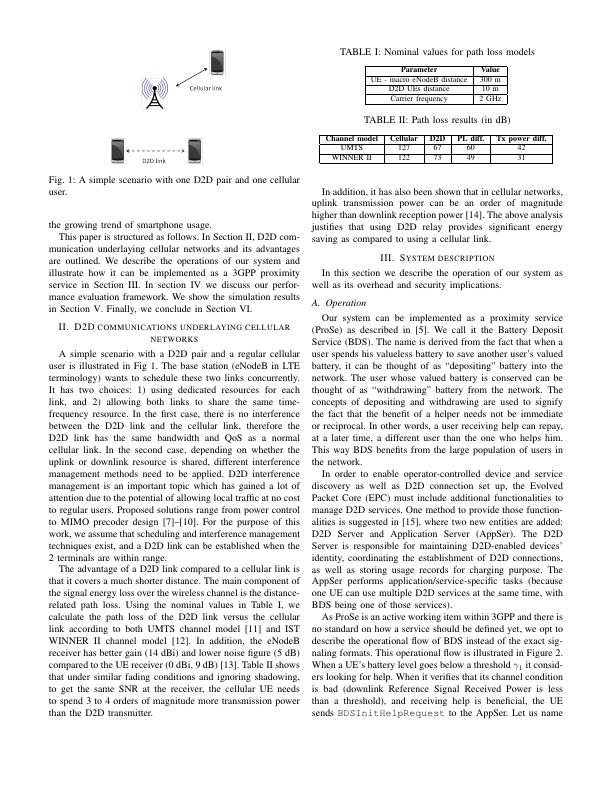 Cellular link
D2D link
Fig. 1: A simple scenario with one D2D pair and one cellular
user.
the growing trend of smartphone usage.
This paper is structured as follows. In Section II, D2D com-
munication underlaying cellular networks and its advantages
are outlined. We describe the operations of our system and
illustrate how it can be implemented as a 3GPP proximity
service in Section III. In section IV we discuss our perfor-
mance evaluation framework. We show the simulation results
in Section V. Finally, we conclude in Section VI.
II. D2D COMMUNICATIONS UNDERLAYING CELLULAR
NETWORKS
A simple scenario with a D2D pair and a regular cellular
user is illustrated in Fig 1. The base station (eNodeB in LTE
terminology) wants to schedule these two links concurrently.
It has two choices: 1) using dedicated resources for each
link, and 2) allowing both links to share the same time-
frequency resource. In the first case, there is no interference
between the D2D link and the cellular link, therefore the
D2D link has the same bandwidth and QoS as a normal
cellular link. In the second case, depending on whether the
uplink or downlink resource is shared, different interference
management methods need to be applied. D2D interference
management is an important topic which has gained a lot of
attention due to the potential of allowing local traffic at no cost
to regular users. Proposed solutions range from power control
to MIMO precoder design [7]–[10]. For the purpose of this
work, we assume that scheduling and interference management
techniques exist, and a D2D link can be established when the
2 terminals are within range.
The advantage of a D2D link compared to a cellular link is
that it covers a much shorter distance. The main component of
the signal energy loss over the wireless channel is the distance-
related path loss. Using the nominal values in Table I, we
calculate the path loss of the D2D link versus the cellular
link according to both UMTS channel model [11] and IST
WINNER II channel model [12]. In addition, the eNodeB
receiver has better gain (14 dBi) and lower noise figure (5 dB)
compared to the UE receiver (0 dBi, 9 dB) [13]. Table II shows
that under similar fading conditions and ignoring shadowing,
to get the same SNR at the receiver, the cellular UE needs
to spend 3 to 4 orders of magnitude more transmission power
than the D2D transmitter.
TABLE I: Nominal values for path loss models
Parameter Value
UE - macro eNodeB distance 300 m
D2D UEs distance 10 m
Carrier frequency 2 GHz
TABLE II: Path loss results (in dB)
Channel model Cellular D2D PL diff. Tx power diff.
UMTS 127 67 60 42
WINNER II 122 73 49 31
In addition, it has also been shown that in cellular networks,
uplink transmission power can be an order of magnitude
higher than downlink reception power [14]. The above analysis
justifies that using D2D relay provides significant energy
saving as compared to using a cellular link.
III. SYSTEM DESCRIPTION
In this section we describe the operation of our system as
well as its overhead and security implications.
A. Operation
Our system can be implemented as a proximity service
(ProSe) as described in [5]. We call it the Battery Deposit
Service (BDS). The name is derived from the fact that when a
user spends his valueless battery to save another user's valued
battery, it can be thought of as “depositing” battery into the
network. The user whose valued battery is conserved can be
thought of as “withdrawing” battery from the network. The
concepts of depositing and withdrawing are used to signify
the fact that the benefit of a helper needs not be immediate
or reciprocal. In other words, a user receiving help can repay,
at a later time, a different user than the one who helps him.
This way BDS benefits from the large population of users in
the network.
In order to enable operator-controlled device and service
discovery as well as D2D connection set up, the Evolved
Packet Core (EPC) must include additional functionalities to
manage D2D services. One method to provide those function-
alities is suggested in [15], where two new entities are added:
D2D Server and Application Server (AppSer). The D2D
Server is responsible for maintaining D2D-enabled devices'
identity, coordinating the establishment of D2D connections,
as well as storing usage records for charging purpose. The
AppSer performs application/service-specific tasks (because
one UE can use multiple D2D services at the same time, with
BDS being one of those services).
As ProSe is an active working item within 3GPP and there is
no standard on how a service should be defined yet, we opt to
describe the operational flow of BDS instead of the exact sig-
naling formats. This operational flow is illustrated in Figure 2.
When a UE's battery level goes below a threshold γ₁ it consid-
ers looking for help. When it verifies that its channel condition
is bad (downlink Reference Signal Received Power is less
than a threshold), and receiving help is beneficial, the UE
sends BDSInitHelpRequest to the AppSer. Let us name